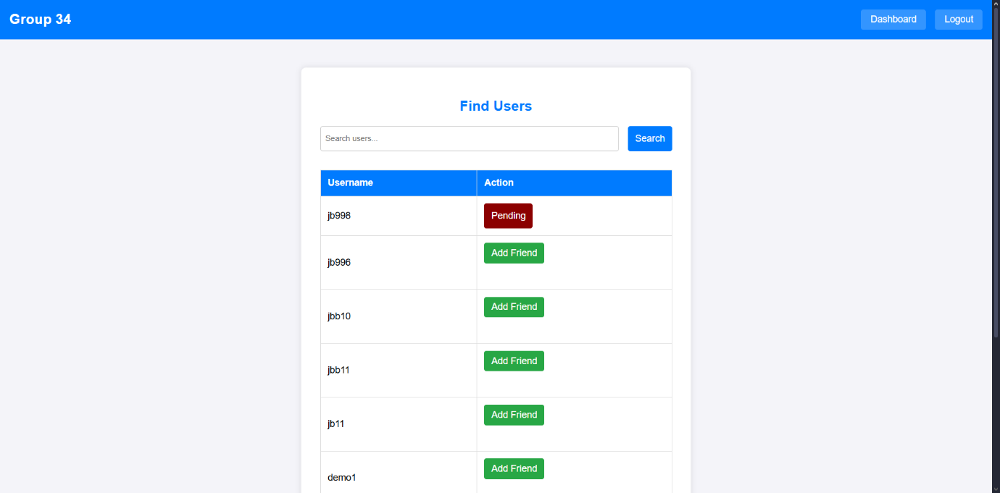 Group 34 Dashboard Logout
Find Users
Search users... Search
Username Action
jb998 Pending
jb996 Add Friend
jbb10 Add Friend
jbb11 Add Friend
jb11 Add Friend
demo1 Add Friend